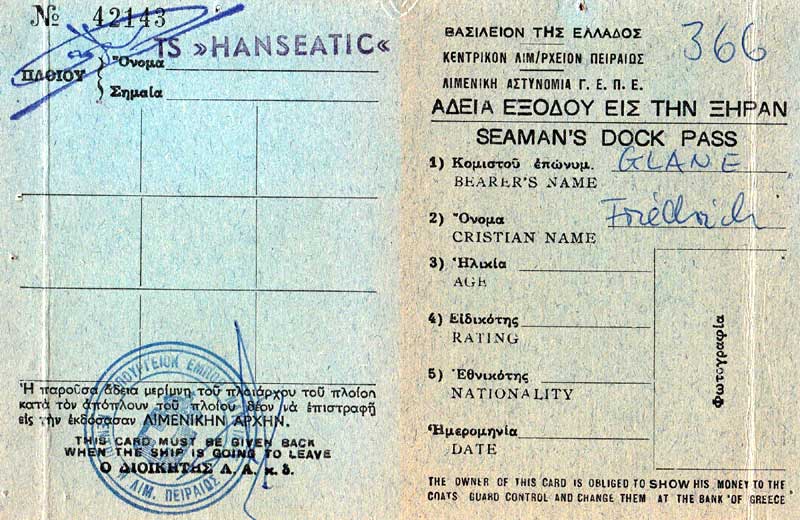 № 42143
TS »HANSEATIC«
ΠΛΟΙΟΥ
Ὄνομα
Σημαία
Ἡ παροῦσα ἄδεια μερίμνῃ τοῦ πλοιάρχου τοῦ πλοίου
κατὰ τὸν ἀπόπλουν τοῦ πλοίου δέον νὰ ἐπιστραφῇ
εἰς τὴν ἐκδόσασαν ΛΙΜΕΝΙΚΗΝ ΑΡΧΗΝ.
THIS CARD MUST BE GIVEN BACK
WHEN THE SHIP IS GOING TO LEAVE
Ο ΔΙΟΙΚΗΤΗΣ Λ. Α. κ. δ.
ΛΙΜ. ΠΕΙΡΑΙΩΣ
ΒΑΣΙΛΕΙΟΝ ΤΗΣ ΕΛΛΑΔΟΣ
366
ΚΕΝΤΡΙΚΟΝ ΛΙΜ/ΡΧΕΙΟΝ ΠΕΙΡΑΙΩΣ
ΛΙΜΕΝΙΚΗ ΑΣΤΥΝΟΜΙΑ Γ. Ε. Π. Ε.
ΑΔΕΙΑ ΕΞΟΔΟΥ ΕΙΣ ΤΗΝ ΞΗΡΑΝ
SEAMAN'S DOCK PASS
1) Κομιστοῦ ἐπώνυμ. GLANE
BEARER'S NAME
2) Ὄνομα Friedrich
CRISTIAN NAME
3) Ἡλικία
AGE
4) Εἰδικότης
RATING
5) Ἐθνικότης
NATIONALITY
Ἡμερομηνία
DATE
Φωτογραφία
THE OWNER OF THIS CARD IS OBLIGED TO SHOW HIS MONEY TO THE
COATS GUARD CONTROL AND CHANGE THEM AT THE BANK OF GREECE